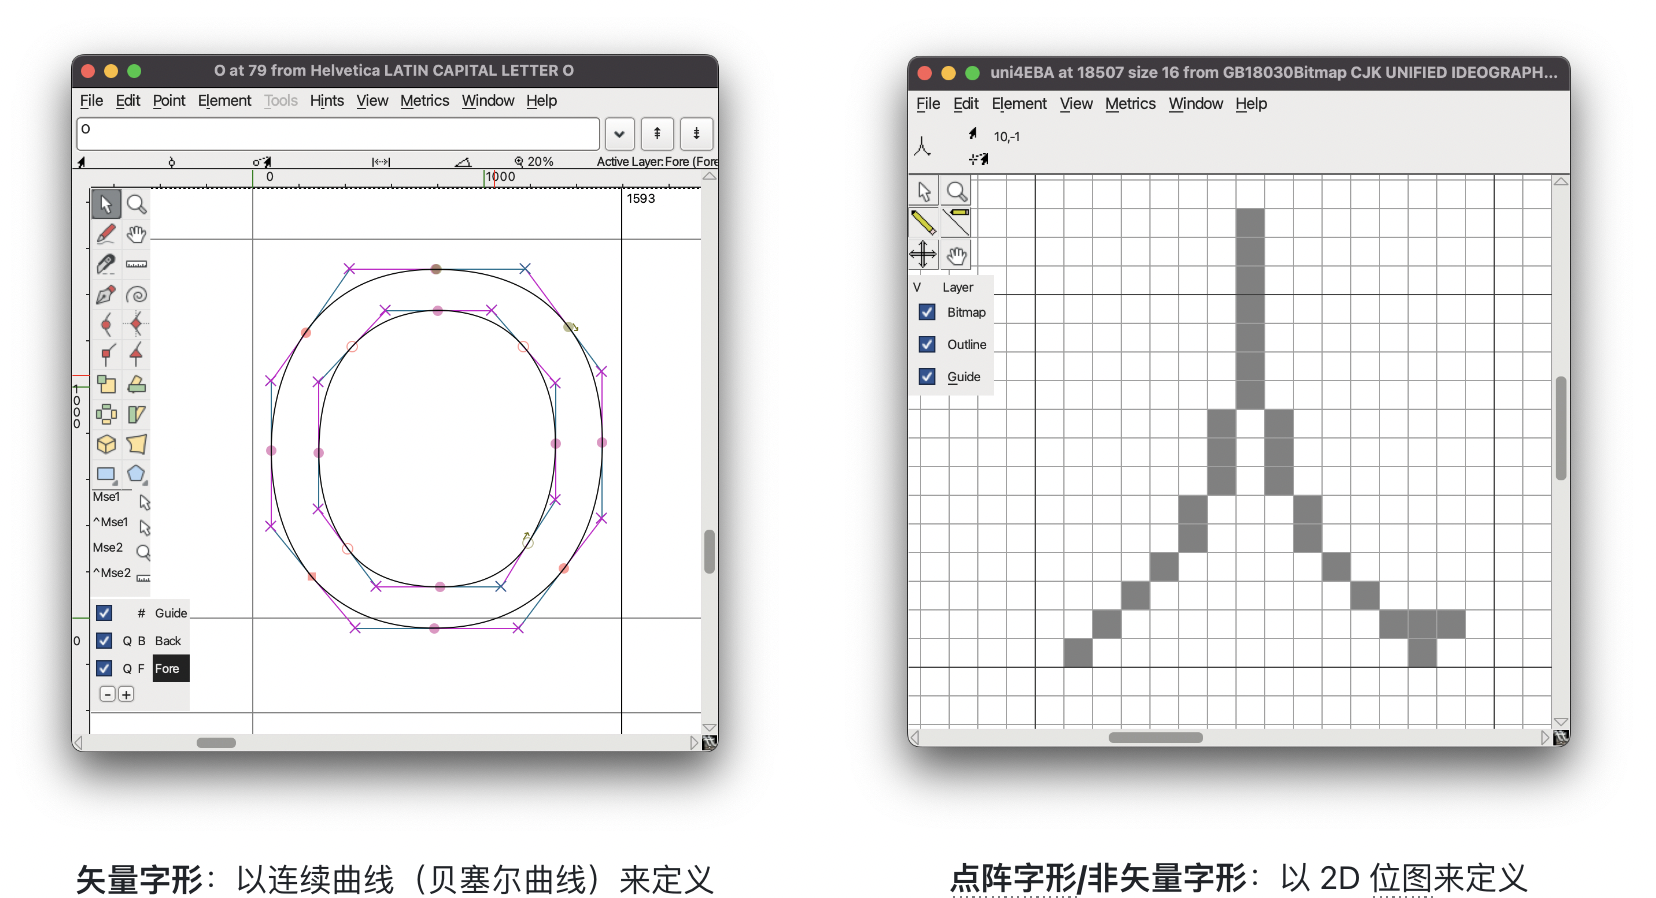 O at 79 from Helvetica LATIN CAPITAL LETTER O
File Edit Point Element Tools Hints View Metrics Window Help
O
20% Active Layer: Fore (Fore
0 1000
1593
1000
0
Mse1
^Mse1
Mse2
^Mse2
# Guide
Q B Back
Q F Fore
- +
uni4EBA at 18507 size 16 from GB18030Bitmap CJK UNIFIED IDEOGRAPH...
File Edit Element View Metrics Window Help
人 10,-1
V Layer
Bitmap
Outline
Guide
矢量字形：以连续曲线（贝塞尔曲线）来定义
点阵字形/非矢量字形：以 2D 位图来定义